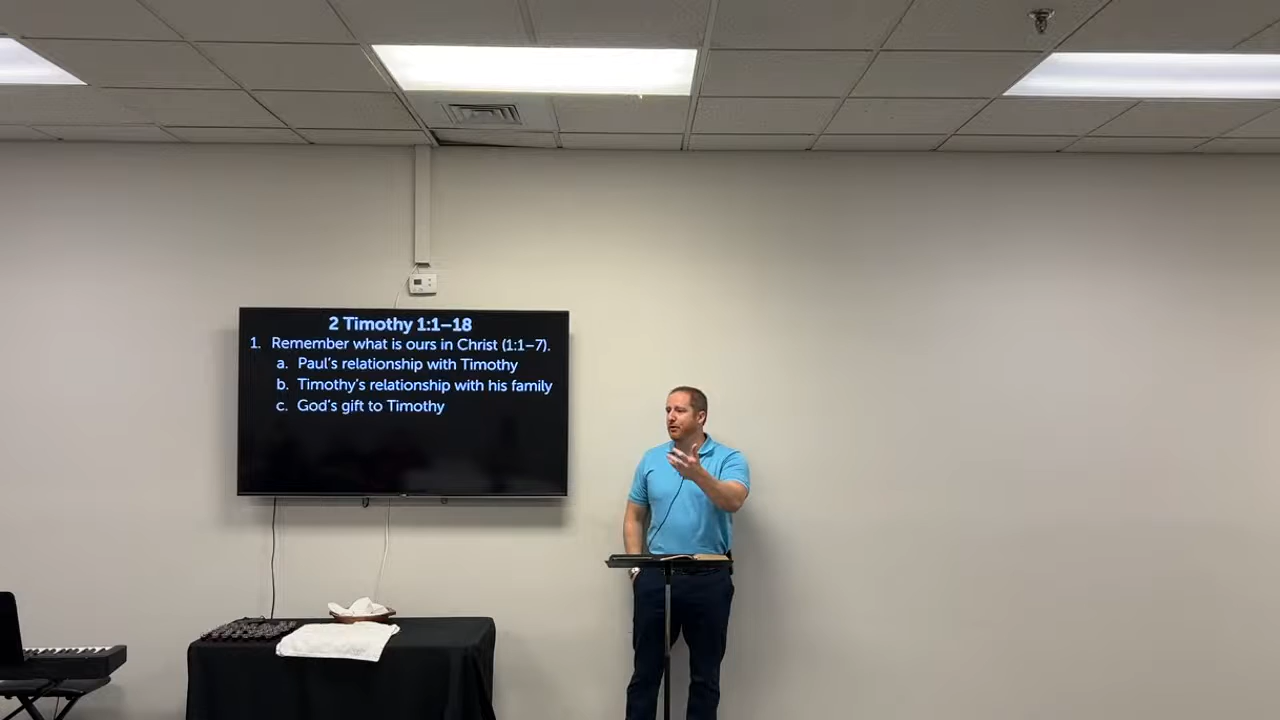 2 Timothy 1:1–18
1. Remember what is ours in Christ (1:1–7).
a. Paul's relationship with Timothy
b. Timothy's relationship with his family
c. God's gift to Timothy